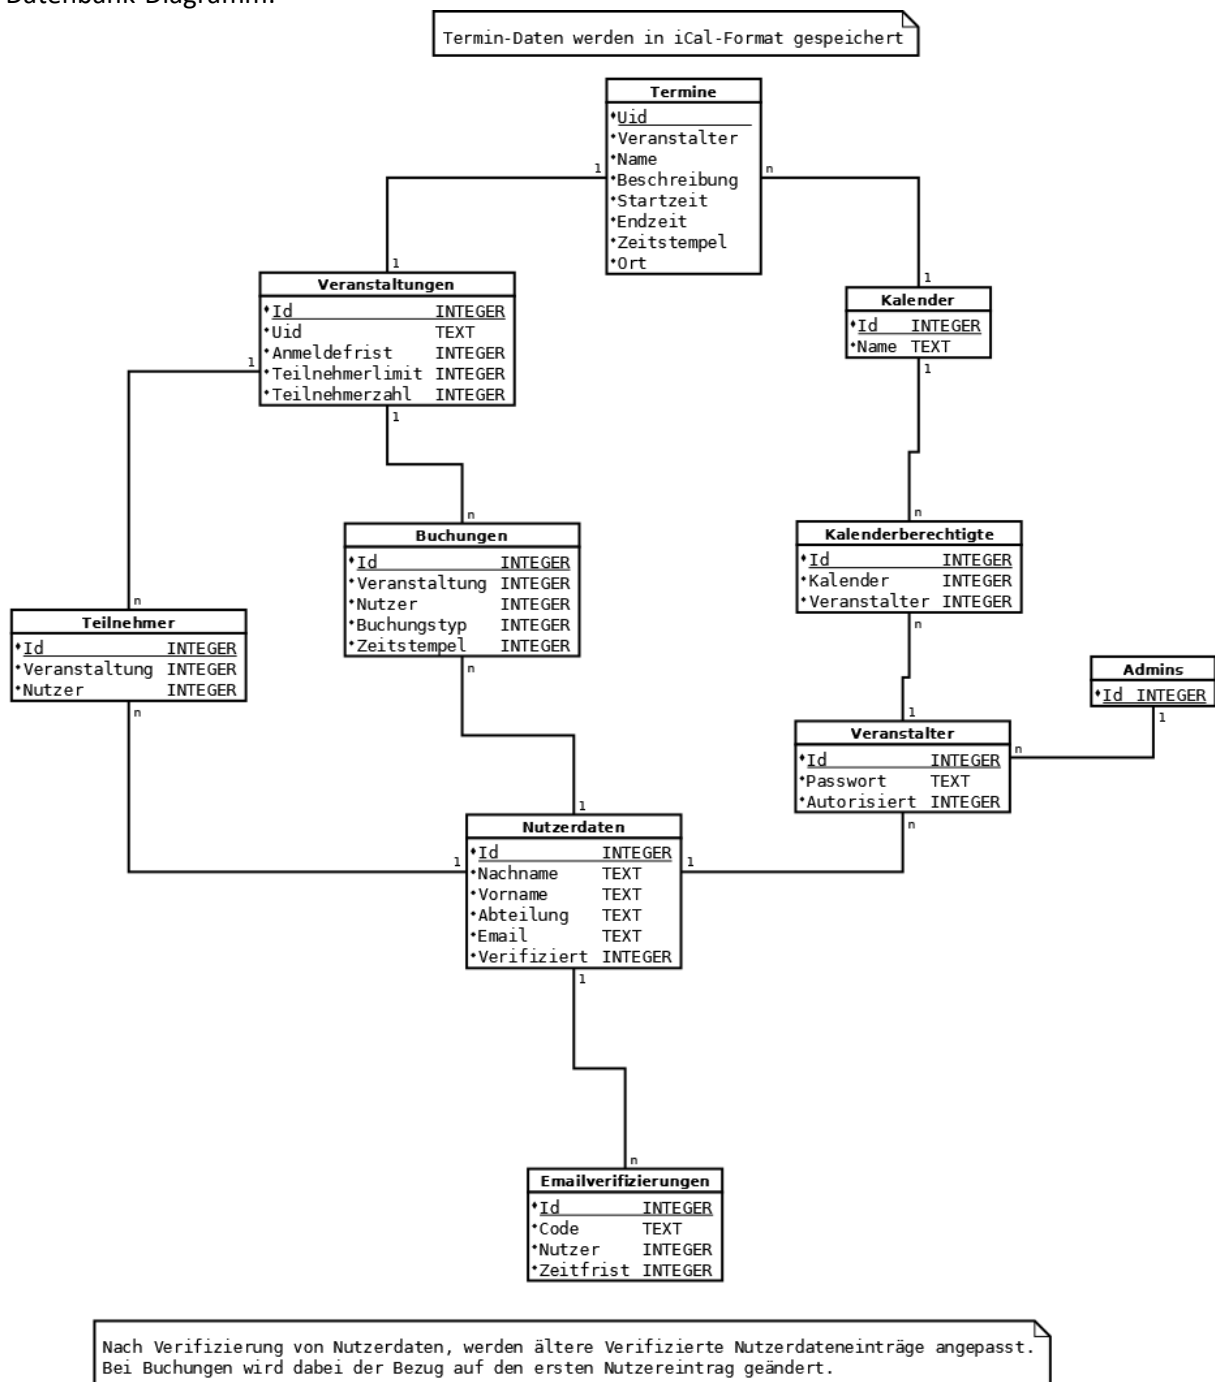 Datenbank-Diagramm:
Termin-Daten werden in iCal-Format gespeichert
Termine
Uid
Veranstalter
Name
Beschreibung
Startzeit
Endzeit
Zeitstempel
Ort
1
n
1
1
Veranstaltungen
Id INTEGER
Uid TEXT
Anmeldefrist INTEGER
Teilnehmerlimit INTEGER
Teilnehmerzahl INTEGER
Kalender
Id INTEGER
Name TEXT
1
1
1
n
n
Buchungen
Id INTEGER
Veranstaltung INTEGER
Nutzer INTEGER
Buchungstyp INTEGER
Zeitstempel INTEGER
Kalenderberechtigte
Id INTEGER
Kalender INTEGER
Veranstalter INTEGER
n
Teilnehmer
Id INTEGER
Veranstaltung INTEGER
Nutzer INTEGER
n
n
n
Admins
Id INTEGER
1
1
n
Veranstalter
Id INTEGER
Passwort TEXT
Autorisiert INTEGER
n
1
1
1
Nutzerdaten
Id INTEGER
Nachname TEXT
Vorname TEXT
Abteilung TEXT
Email TEXT
Verifiziert INTEGER
1
n
Emailverifizierungen
Id INTEGER
Code TEXT
Nutzer INTEGER
Zeitfrist INTEGER
Nach Verifizierung von Nutzerdaten, werden ältere Verifizierte Nutzerdateneinträge angepasst.
Bei Buchungen wird dabei der Bezug auf den ersten Nutzereintrag geändert.